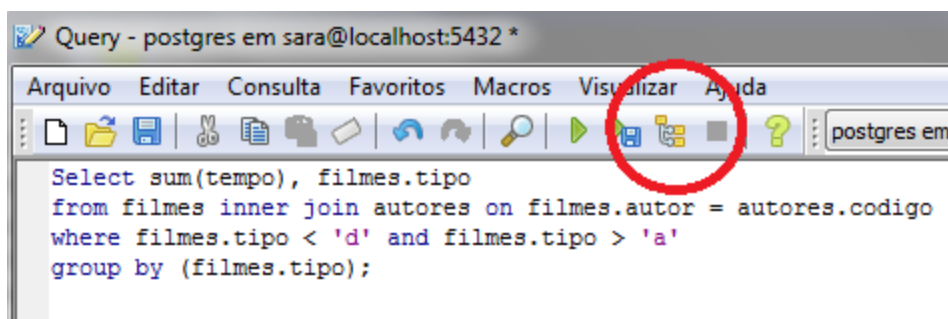 Query - postgres em sara@localhost:5432 *
Arquivo Editar Consulta Favoritos Macros Visualizar Ajuda
postgres em
Select sum(tempo), filmes.tipo
from filmes inner join autores on filmes.autor = autores.codigo
where filmes.tipo < 'd' and filmes.tipo > 'a'
group by (filmes.tipo);